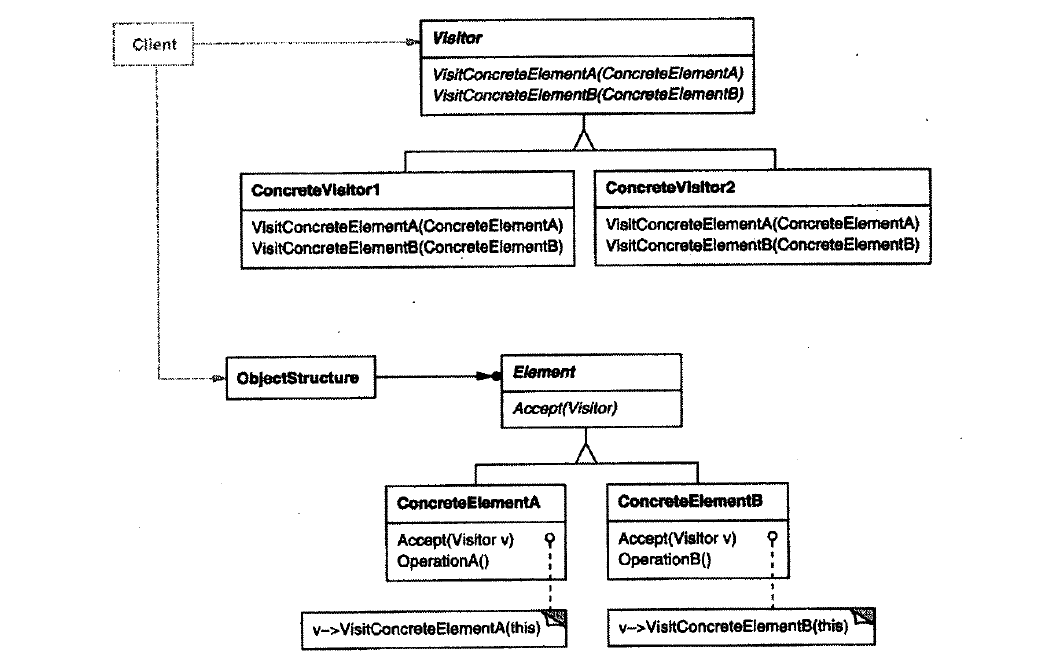 Client
Visitor
VisitConcreteElementA(ConcreteElementA)
VisitConcreteElementB(ConcreteElementB)
ConcreteVisitor1
VisitConcreteElementA(ConcreteElementA)
VisitConcreteElementB(ConcreteElementB)
ConcreteVisitor2
VisitConcreteElementA(ConcreteElementA)
VisitConcreteElementB(ConcreteElementB)
ObjectStructure
Element
Accept(Visitor)
ConcreteElementA
Accept(Visitor v)
OperationA()
ConcreteElementB
Accept(Visitor v)
OperationB()
v->VisitConcreteElementA(this)
v->VisitConcreteElementB(this)